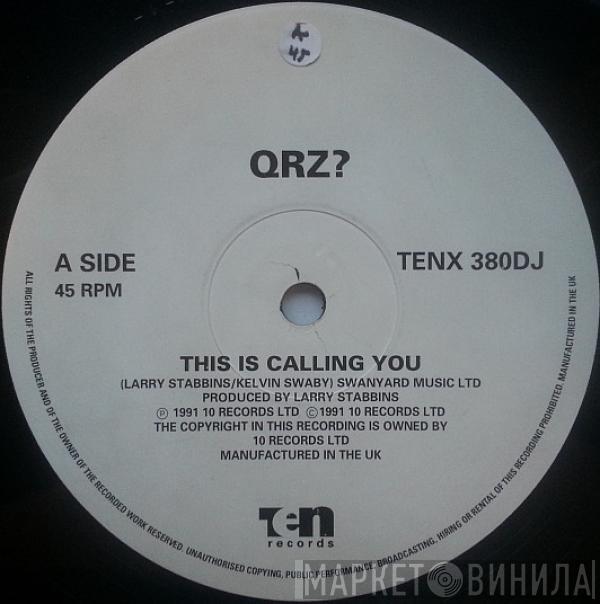 A
45
QRZ?
A SIDE
45 RPM
TENX 380DJ
THIS IS CALLING YOU
(LARRY STABBINS/KELVIN SWABY) SWANYARD MUSIC LTD
PRODUCED BY LARRY STABBINS
℗ 1991 10 RECORDS LTD ©1991 10 RECORDS LTD
THE COPYRIGHT IN THIS RECORDING IS OWNED BY
10 RECORDS LTD
MANUFACTURED IN THE UK
Ten
records
ALL RIGHTS OF THE PRODUCER AND OF THE OWNER OF THE RECORDED WORK RESERVED. UNAUTHORISED COPYING, PUBLIC PERFORMANCE, BROADCASTING, HIRING OR RENTAL OF THIS RECORDING PROHIBITED. MANUFACTURED IN THE UK
МАРКЕТ ВИНИЛА